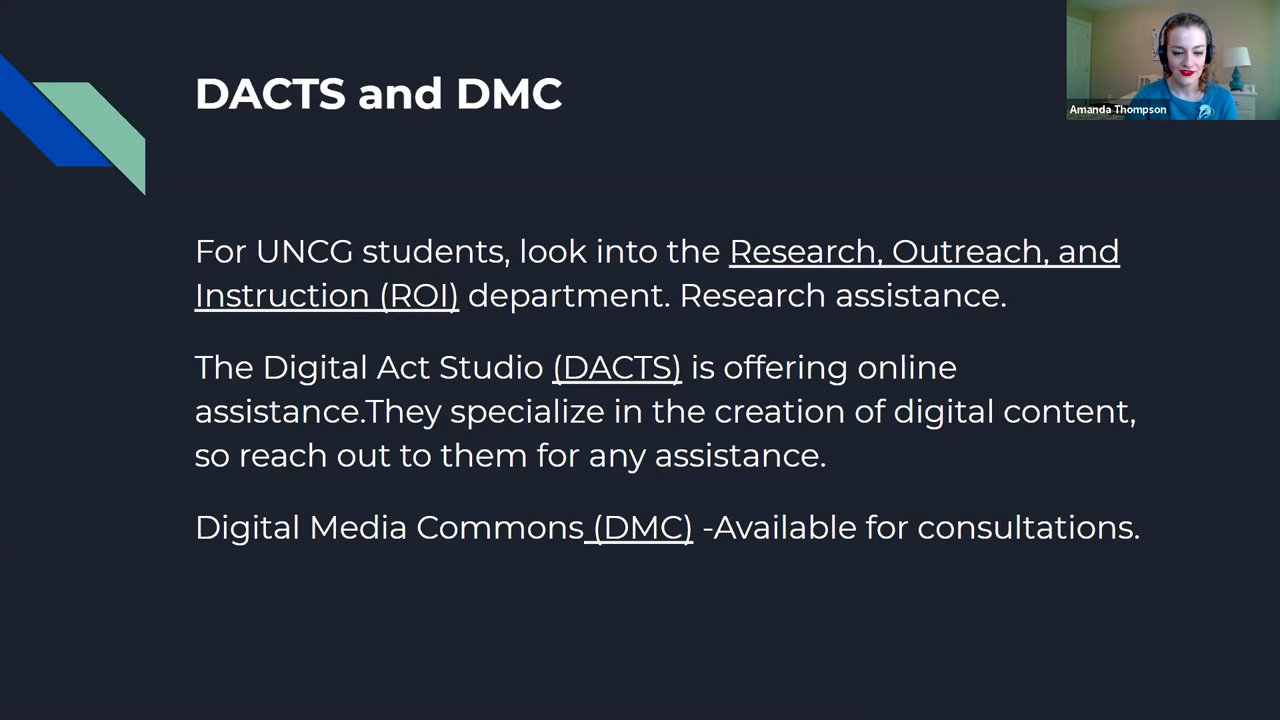 DACTS and DMC
Amanda Thompson
For UNCG students, look into the Research, Outreach, and
Instruction (ROI) department. Research assistance.
The Digital Act Studio (DACTS) is offering online
assistance.They specialize in the creation of digital content,
so reach out to them for any assistance.
Digital Media Commons (DMC) -Available for consultations.